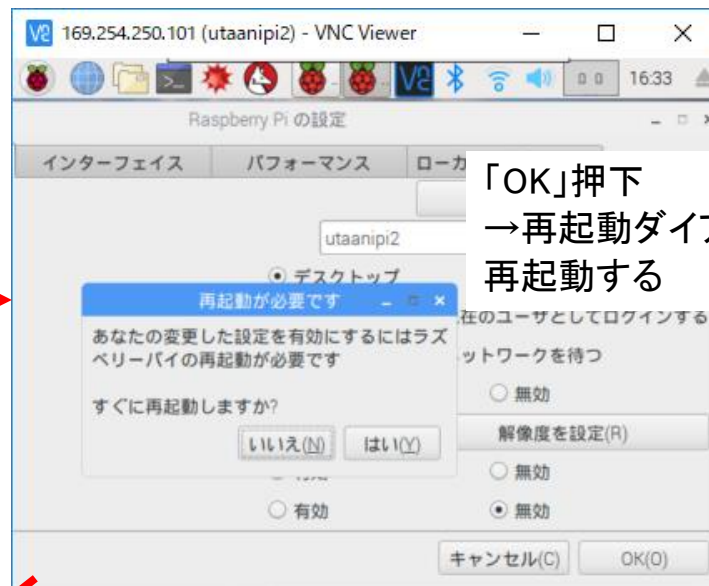 169.254.250.101 (utaanipi2) - VNC Viewer
16:33
Raspberry Pi の設定
インターフェイス
パフォーマンス
ローカ
「OK」押下
→再起動ダイア
再起動する
utaanipi2
デスクトップ
再起動が必要です
在のユーザとしてログインする
あなたの変更した設定を有効にするにはラズ
ベリーパイの再起動が必要です
ットワークを待つ
すぐに再起動しますか?
無効
いいえ(N)
はい(Y)
解像度を設定(R)
無効
有効
無効
キャンセル(C)
OK(O)